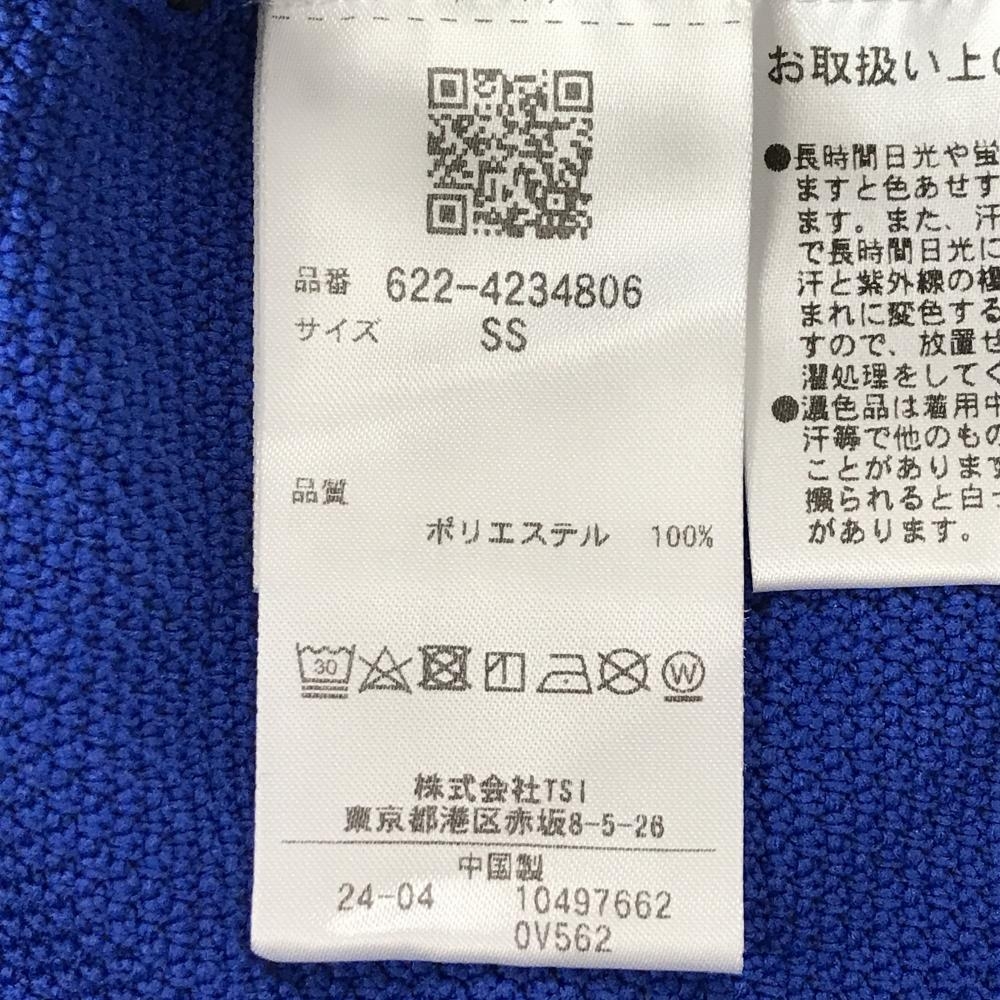 品番 622-4234806
サイズ SS
品質
ポリエステル 100%
30
W
株式会社TSI
東京都港区赤坂8-5-26
中国製
24-04 10497662
0V562
お取扱い上の
●長時間日光や蛍
ますと色あせす
ます。また、汗
で長時間日光に
汗と紫外線の複
まれに変色する
すので、放置せ
濯処理をしてく
●濃色品は着用中
汗等で他のもの
ことがあります
擦られると白っ
があります。